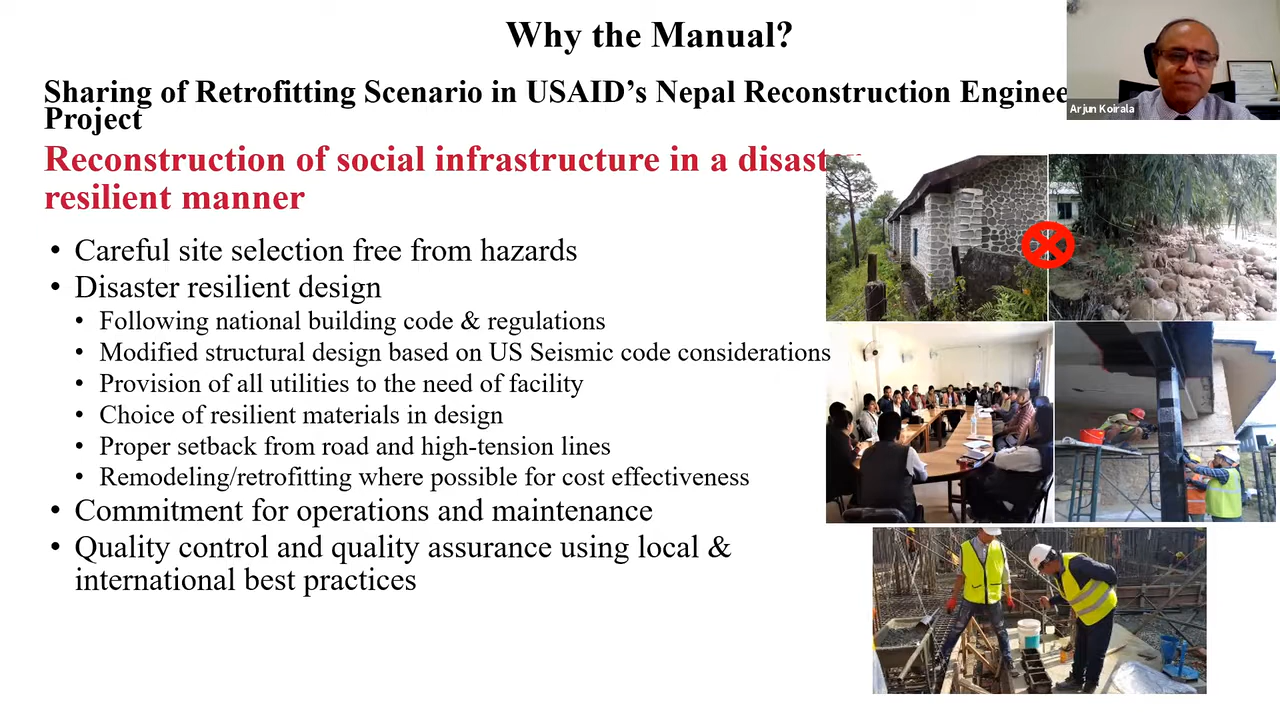 Why the Manual?
Sharing of Retrofitting Scenario in USAID’s Nepal Reconstruction Enginee
Project
Reconstruction of social infrastructure in a disaster
resilient manner
• Careful site selection free from hazards
• Disaster resilient design
• Following national building code & regulations
• Modified structural design based on US Seismic code considerations
• Provision of all utilities to the need of facility
• Choice of resilient materials in design
• Proper setback from road and high-tension lines
• Remodeling/retrofitting where possible for cost effectiveness
• Commitment for operations and maintenance
• Quality control and quality assurance using local &
international best practices
Arjun Koirala